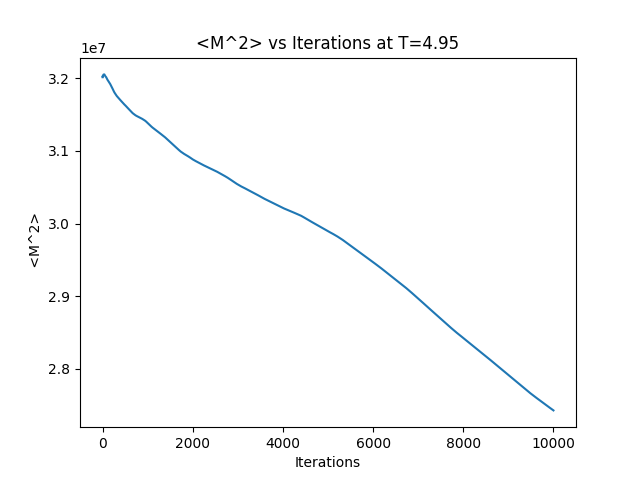 <M^2> vs Iterations at T=4.95
1e7
3.2
3.1
3.0
2.9
2.8
<M^2>
0 2000 4000 6000 8000 10000
Iterations